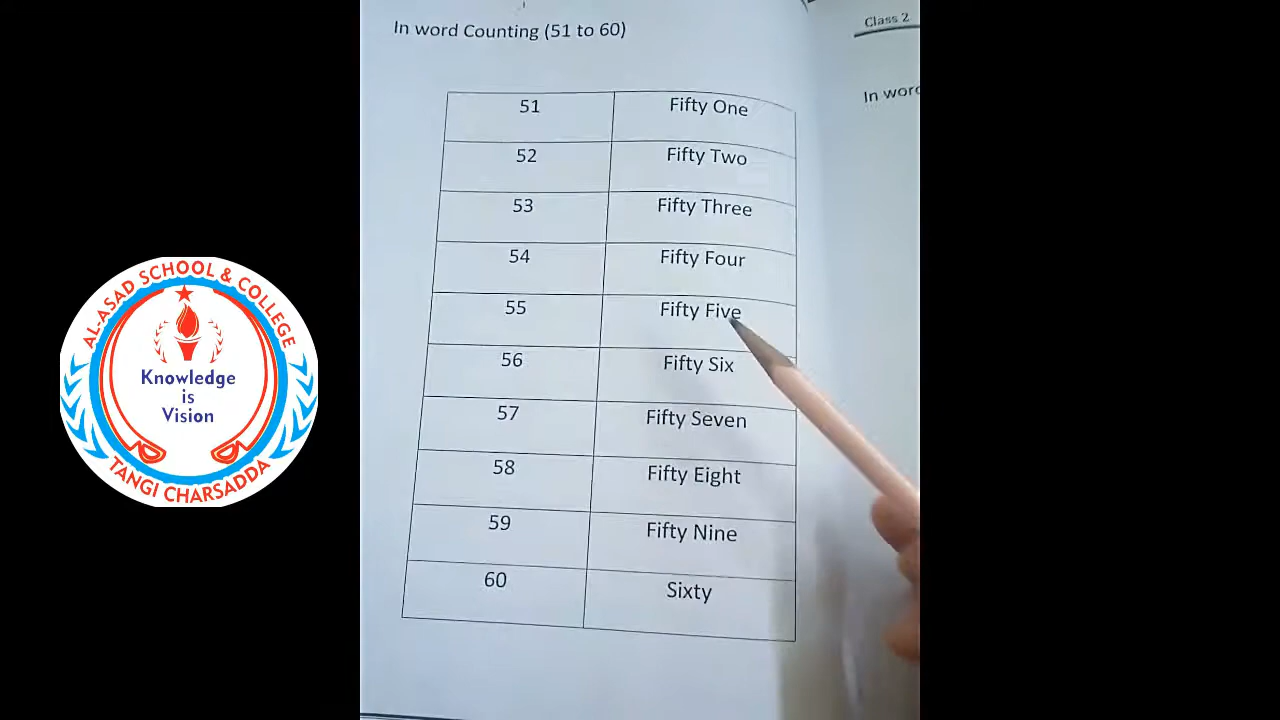 In word Counting (51 to 60)
51 Fifty One
52 Fifty Two
53 Fifty Three
54 Fifty Four
55 Fifty Five
56 Fifty Six
57 Fifty Seven
58 Fifty Eight
59 Fifty Nine
60 Sixty
Class 2
In word
AL-ASAD SCHOOL & COLLEGE
Knowledge
is
Vision
TANGI CHARSADDA